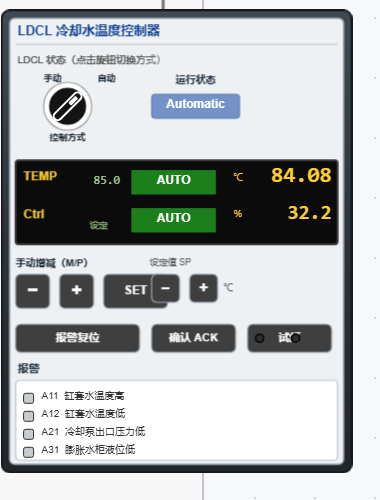 LDCL 冷却水温度控制器
LDCL 状态（点击旋钮切换方式）
手动 自动 运行状态
Automatic
控制方式
TEMP 85.0 AUTO ℃ 84.08
Ctrl 设定 AUTO % 32.2
手动增减（M/P） 设定值 SP
− + SET − + ℃
报警复位 确认 ACK 试
报警
A11 缸套水温度高
A12 缸套水温度低
A21 冷却泵出口压力低
A31 膨胀水柜液位低